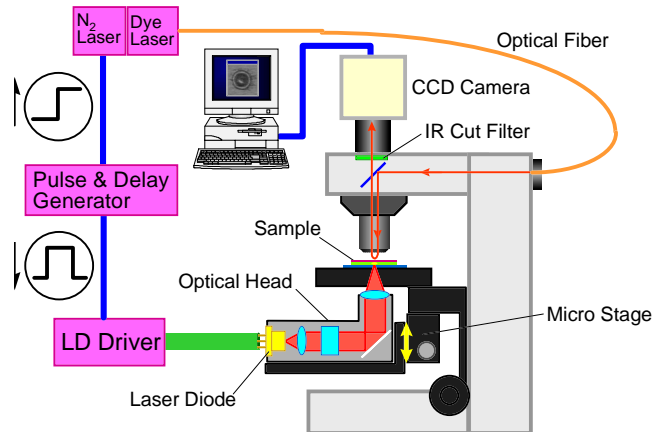 N2
Laser
Dye
Laser
Optical Fiber
CCD Camera
IR Cut Filter
Pulse & Delay
Generator
Sample
Optical Head
Micro Stage
LD Driver
Laser Diode